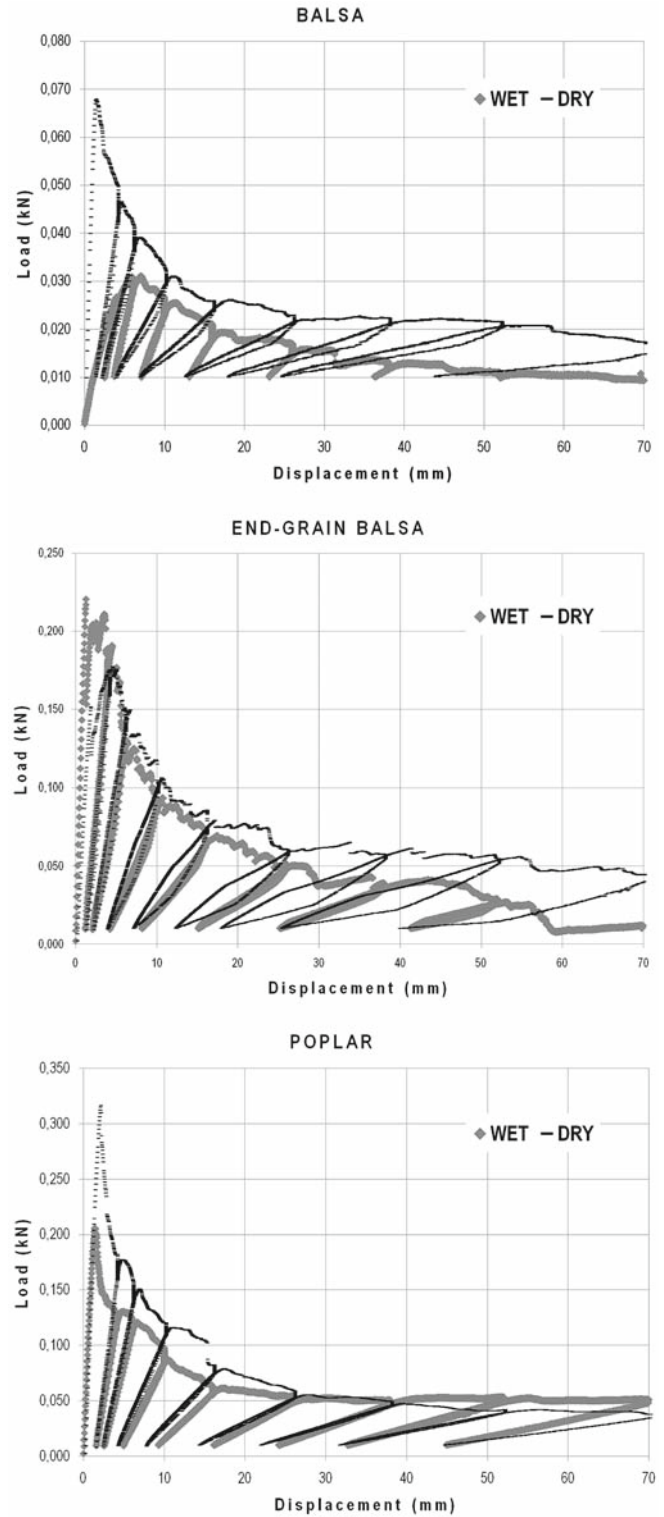 BALSA
0,080
0,070
0,060
0,050
0,040
0,030
0,020
0,010
0,000
Load (kN)
WET DRY
0 10 20 30 40 50 60 70
Displacement (mm)
END-GRAIN BALSA
0,250
0,200
0,150
0,100
0,050
0,000
Load (kN)
WET DRY
0 10 20 30 40 50 60 70
Displacement (mm)
POPLAR
0,350
0,300
0,250
0,200
0,150
0,100
0,050
0,000
Load (kN)
WET DRY
0 10 20 30 40 50 60 70
Displacement (mm)